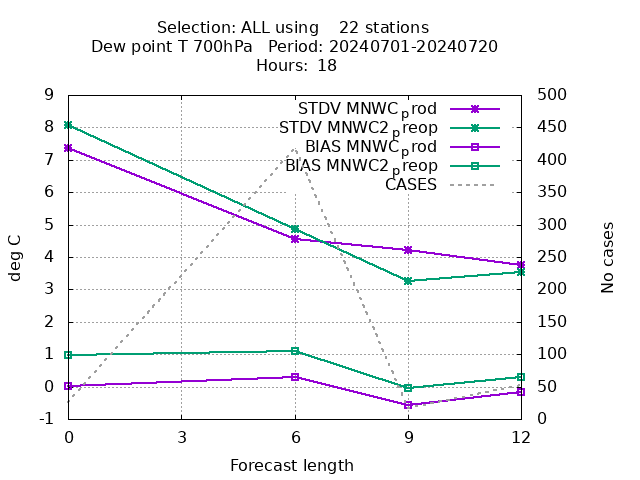 Selection: ALL using 22 stations
Dew point T 700hPa Period: 20240701-20240720
Hours: 18
STDV MNWC_prod
STDV MNWC2_preop
BIAS MNWC_prod
BIAS MNWC2_preop
CASES
deg C
9
8
7
6
5
4
3
2
1
0
-1
500
450
400
350
300
250
200
150
100
50
0
No cases
0 3 6 9 12
Forecast length